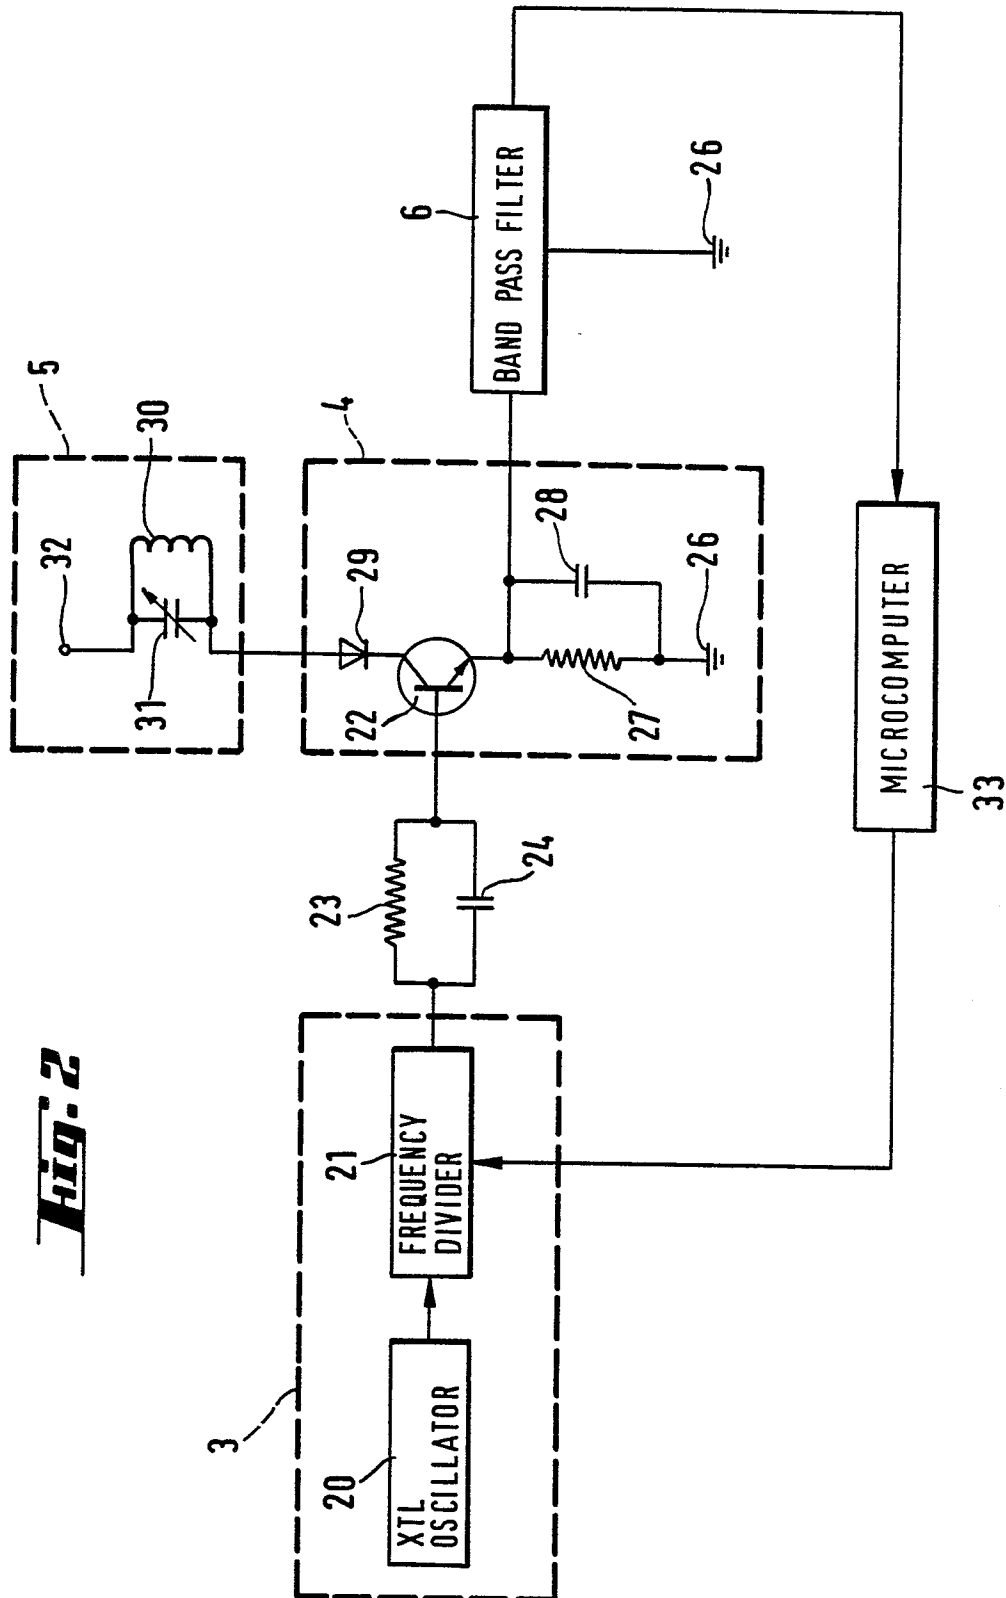 Fig. 2
5
32
30
31
4
29
22
28
27
26
6
BAND PASS FILTER
26
23
24
3
20
XTL
OSCILLATOR
21
FREQUENCY
DIVIDER
MICROCOMPUTER
33